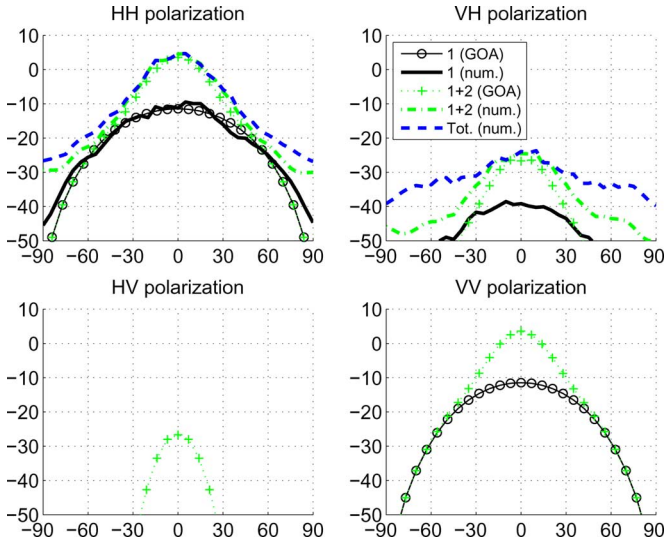 HH polarization
10
0
−10
−20
−30
−40
−50
−90 −60 −30 0 30 60 90
VH polarization
1 (GOA)
1 (num.)
1+2 (GOA)
1+2 (num.)
Tot. (num.)
10
0
−10
−20
−30
−40
−50
−90 −60 −30 0 30 60 90
HV polarization
10
0
−10
−20
−30
−40
−50
−90 −60 −30 0 30 60 90
VV polarization
10
0
−10
−20
−30
−40
−50
−90 −60 −30 0 30 60 90